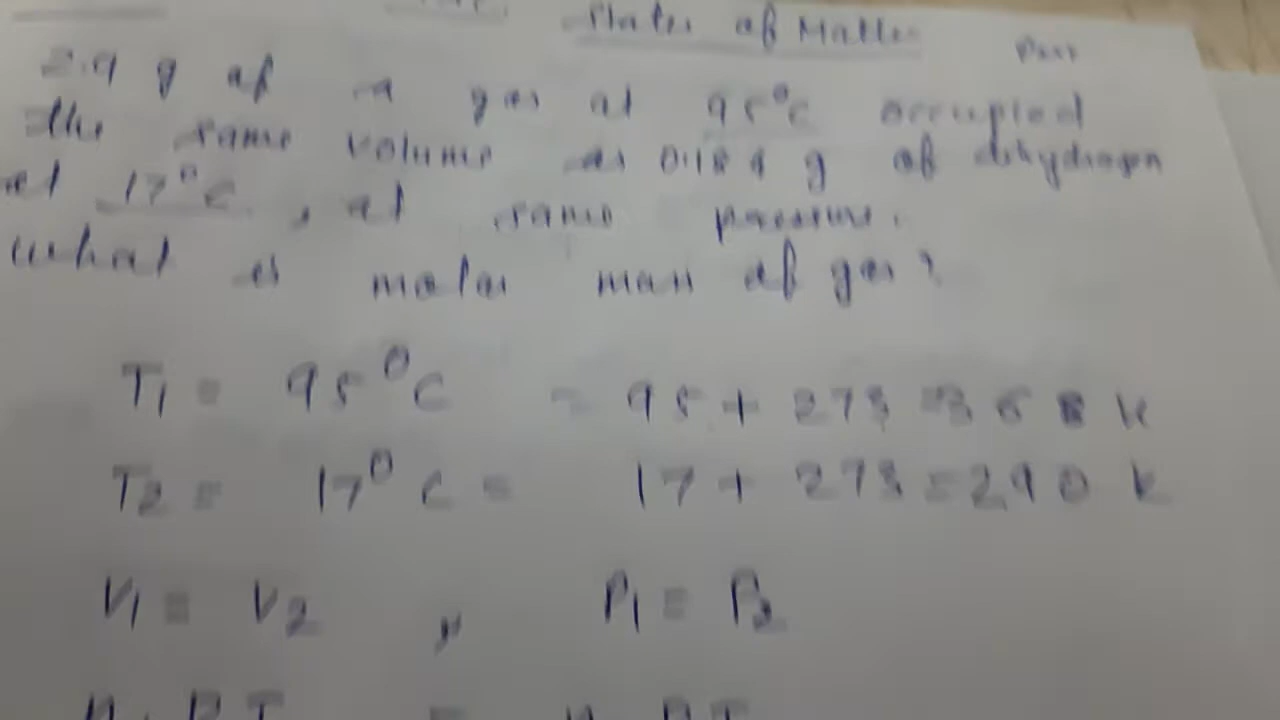 States of Matter
2.9 g of a gas at 95°C occupied
the same volume as 0.184 g of dihydrogen
at 17°C, at same pressure.
What is molar mass of gas?
T1 = 95°C = 95 + 273 = 368 K
T2 = 17°C = 17 + 273 = 290 K
V1 = V2, P1 = P2